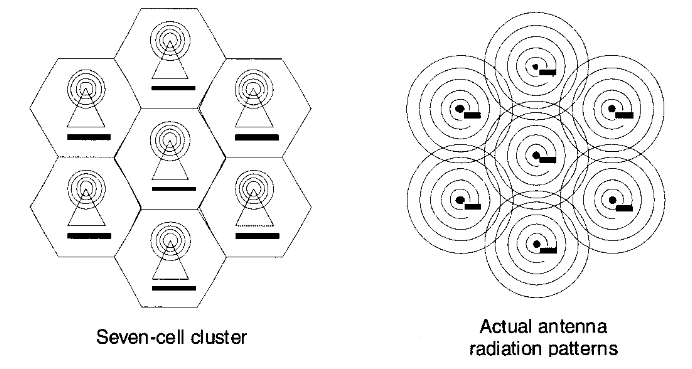 Seven-cell cluster
Actual antenna
radiation patterns